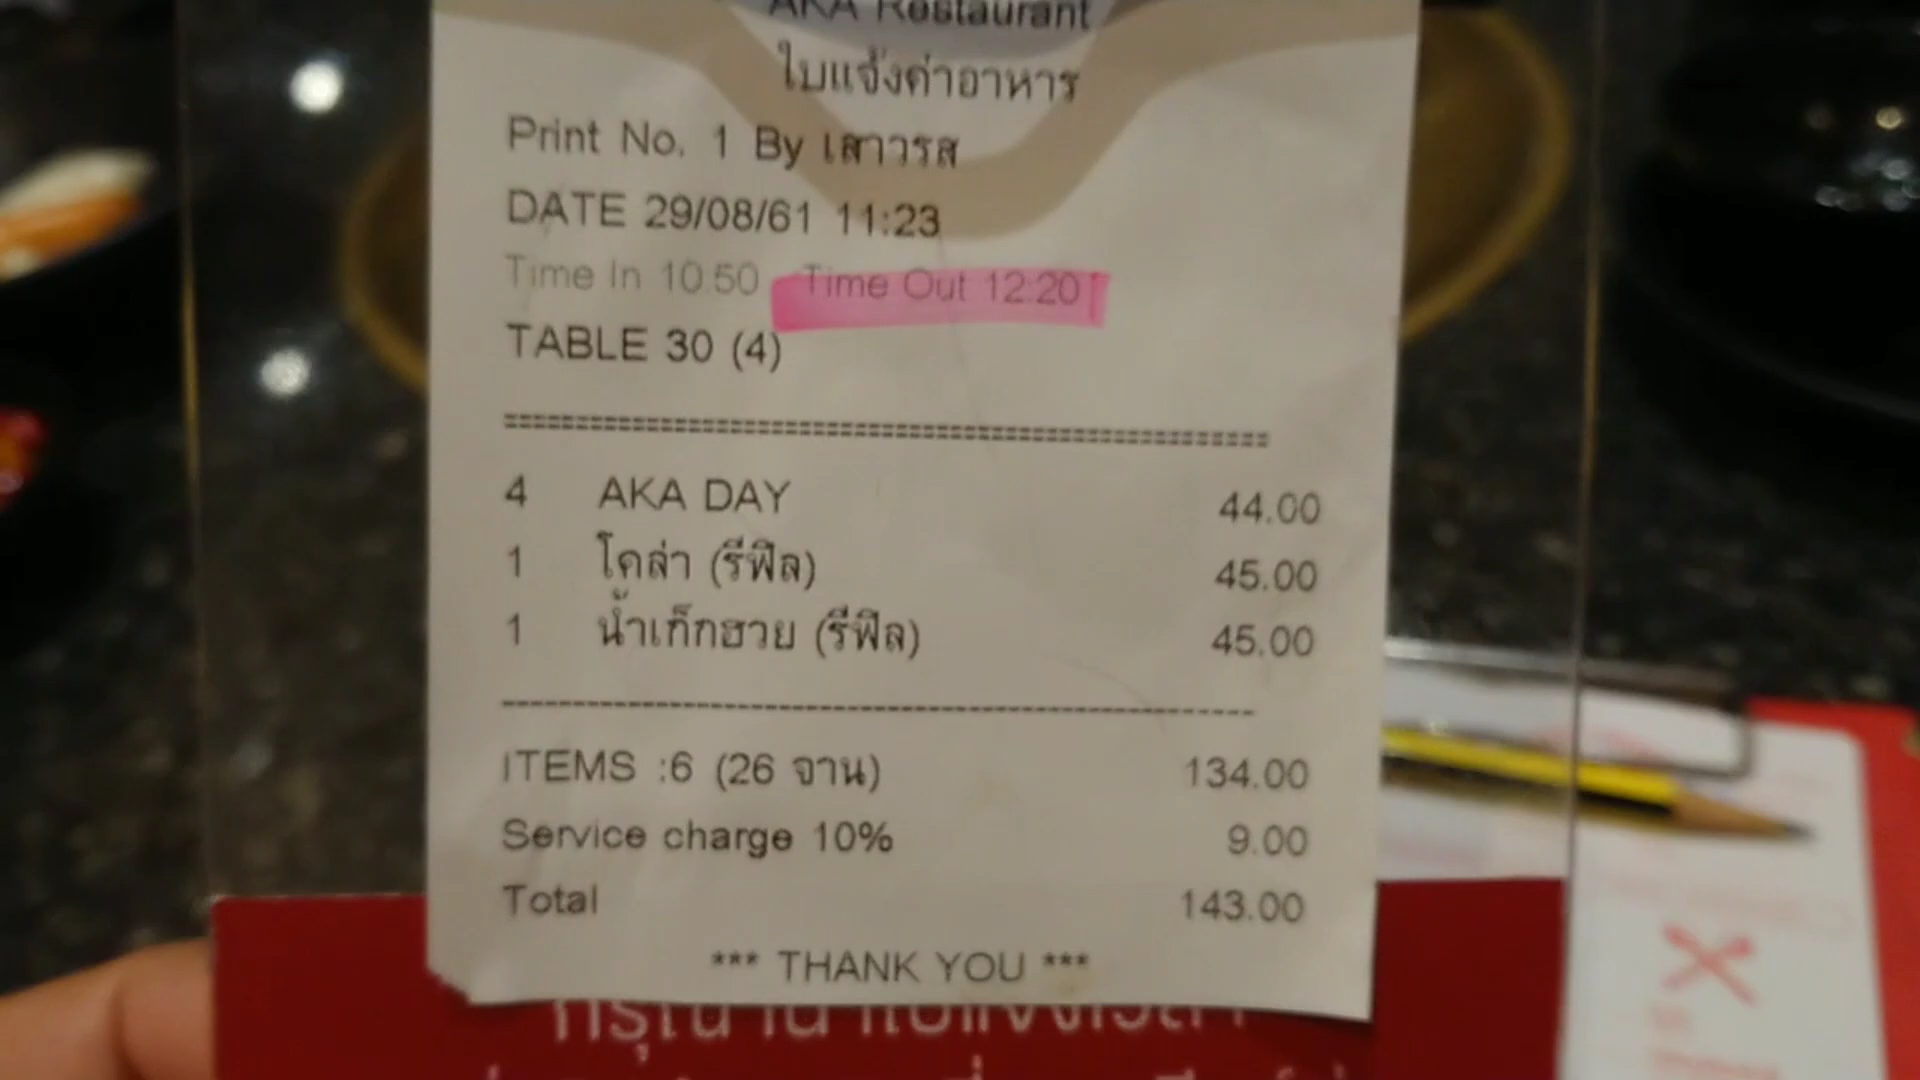 AKA Restaurant
ใบแจ้งค่าอาหาร
Print No. 1 By เสาวรส
DATE 29/08/61 11:23
Time In 10:50 Time Out 12:20
TABLE 30 (4)
4 AKA DAY 44.00
1 โคล่า (รีฟิล) 45.00
1 น้ำเก็กฮวย (รีฟิล) 45.00
ITEMS :6 (26 จาน) 134.00
Service charge 10% 9.00
Total 143.00
*** THANK YOU ***